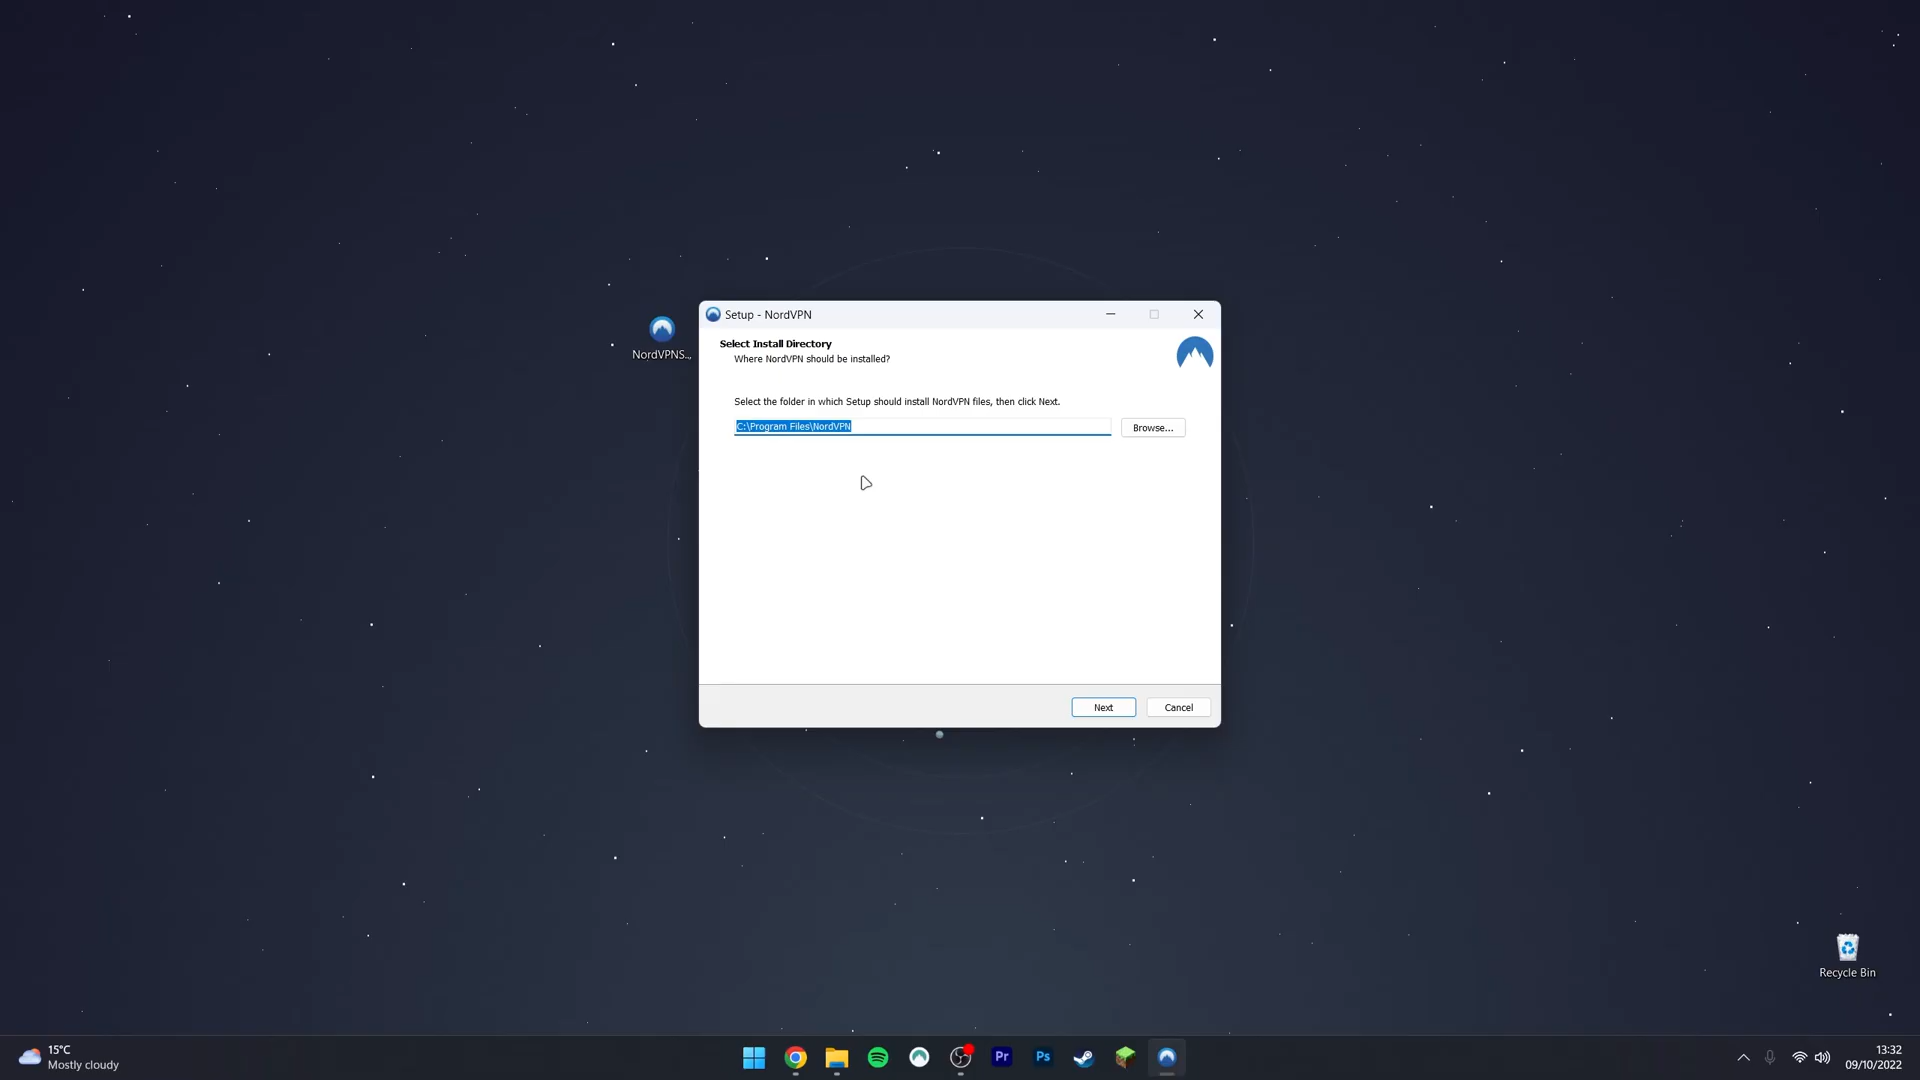 Setup - NordVPN
Select Install Directory
Where NordVPN should be installed?
NordVPNS...
Select the folder in which Setup should install NordVPN files, then click Next.
C:\Program Files\NordVPN
Browse...
Next
Cancel
Recycle Bin
15°C
Mostly cloudy
Pr
Ps
13:32
09/10/2022